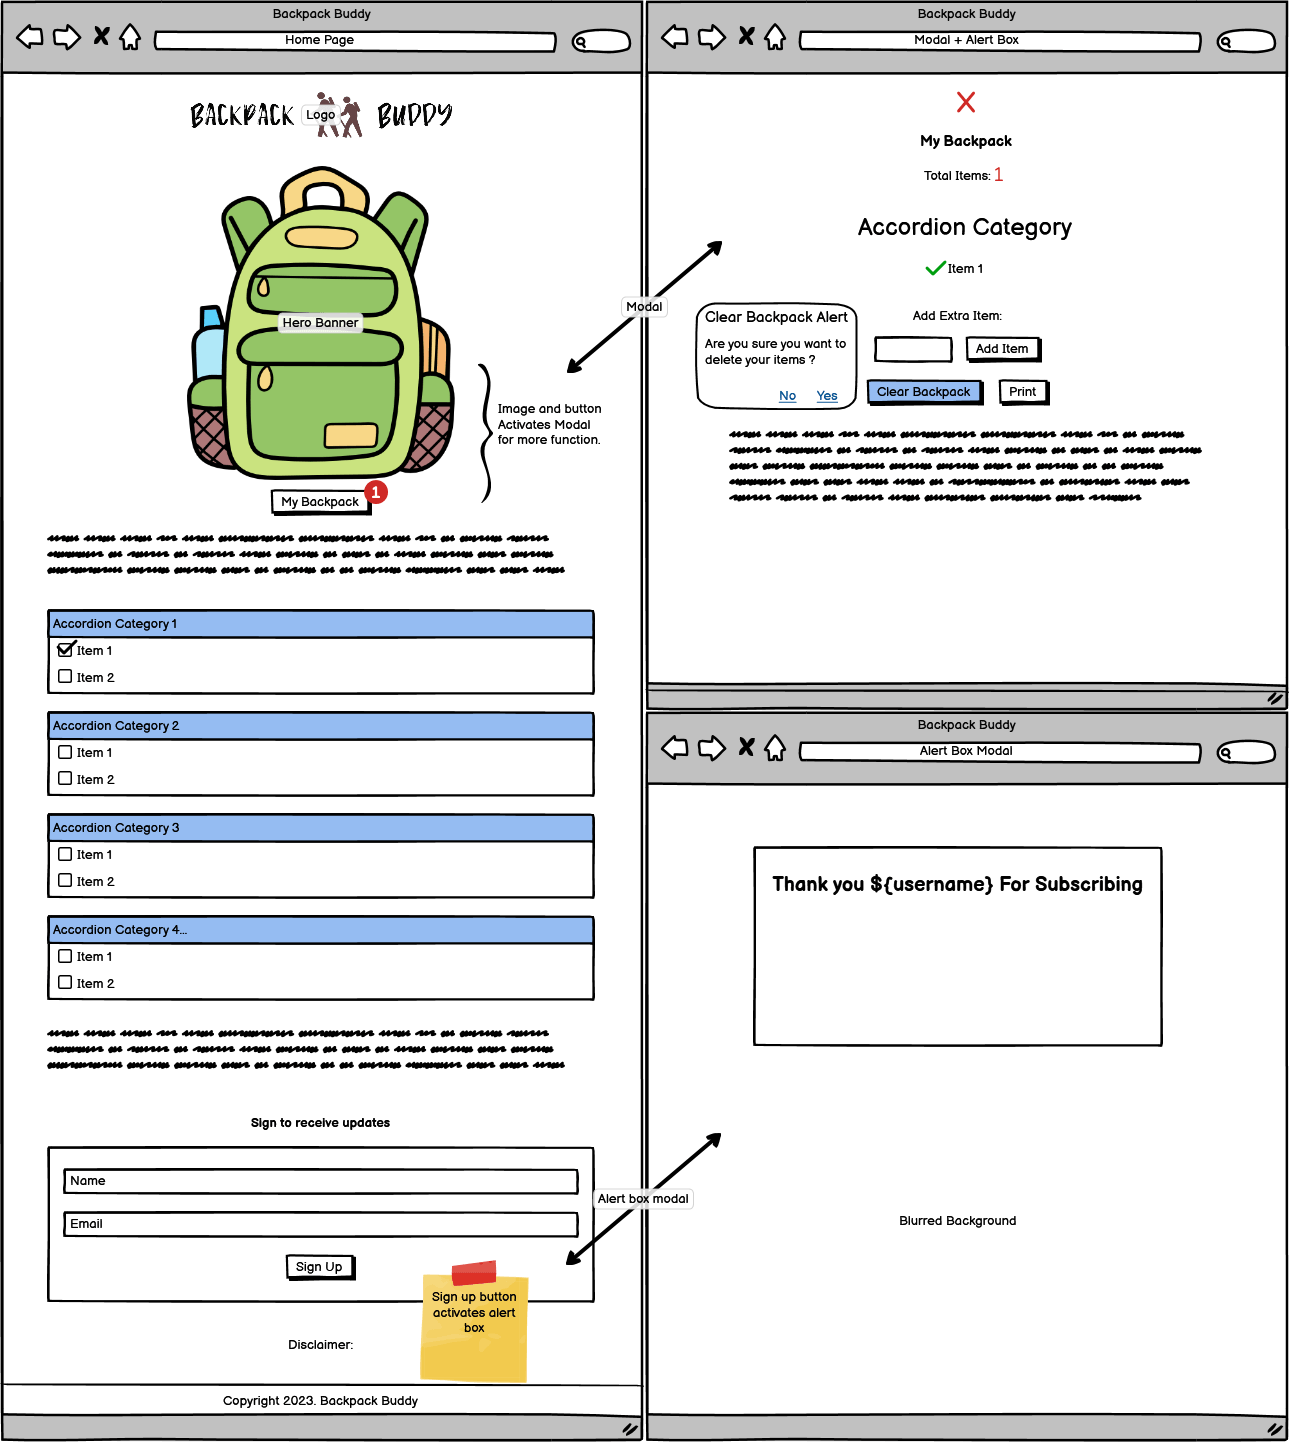 Backpack Buddy
Home Page
BACKPACK Logo BUDDY
Hero Banner
Modal
Image and button
Activates Modal
for more function.
My Backpack
1
Accordion Category 1
Item 1
Item 2
Accordion Category 2
Item 1
Item 2
Accordion Category 3
Item 1
Item 2
Accordion Category 4...
Item 1
Item 2
Sign to receive updates
Name
Email
Sign Up
Alert box modal
Sign up button
activates alert
box
Disclaimer:
Copyright 2023. Backpack Buddy
Backpack Buddy
Modal + Alert Box
X
My Backpack
Total Items: 1
Accordion Category
Item 1
Clear Backpack Alert
Are you sure you want to
delete your items ?
No Yes
Add Extra Item:
Add Item
Clear Backpack
Print
Backpack Buddy
Alert Box Modal
Thank you ${username} For Subscribing
Blurred Background